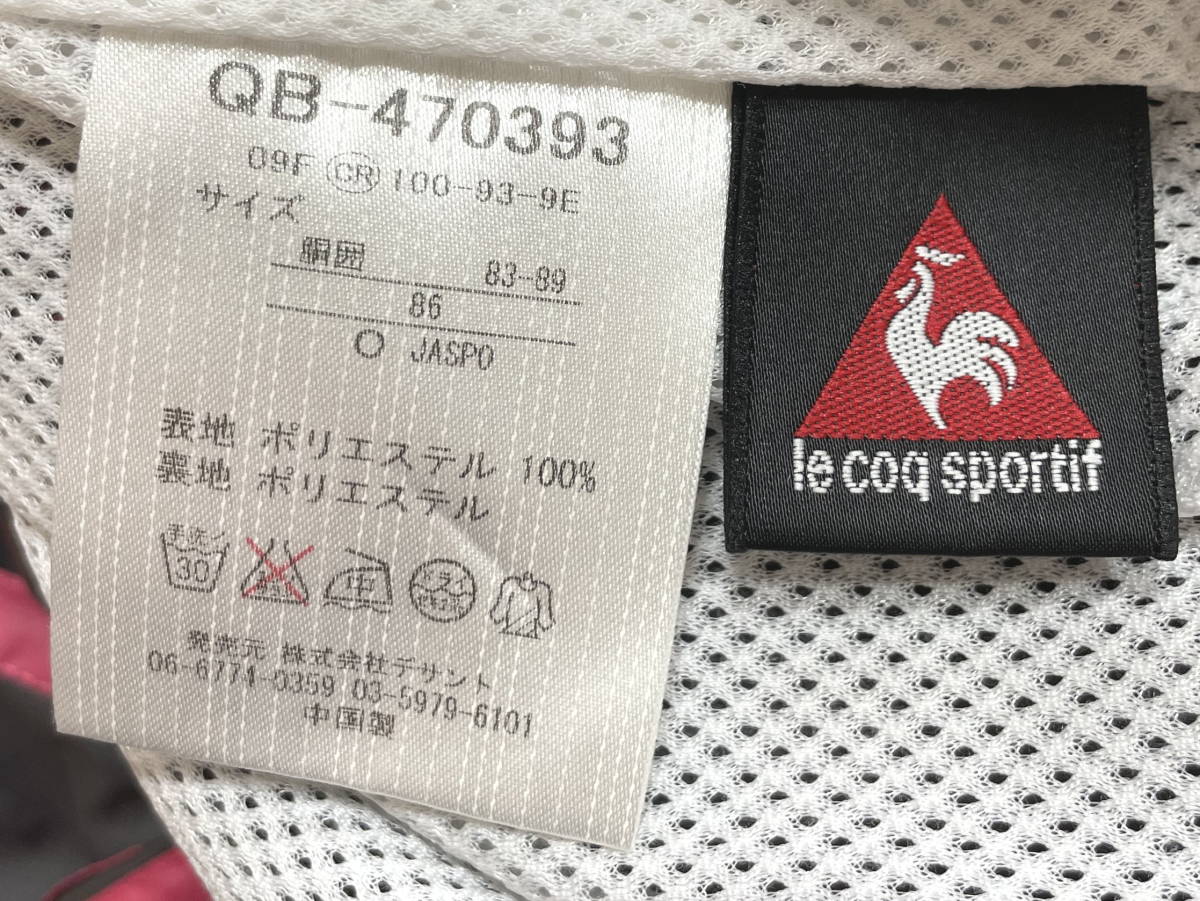 QB-470393
09F CR 100-93-9E
サイズ
胴囲 83-89
86
○ JASPO
表地 ポリエステル 100%
裏地 ポリエステル
30
中
発売元 株式会社デサント
06-6771-0359 03-5979-6101
中国製
le coq sportif